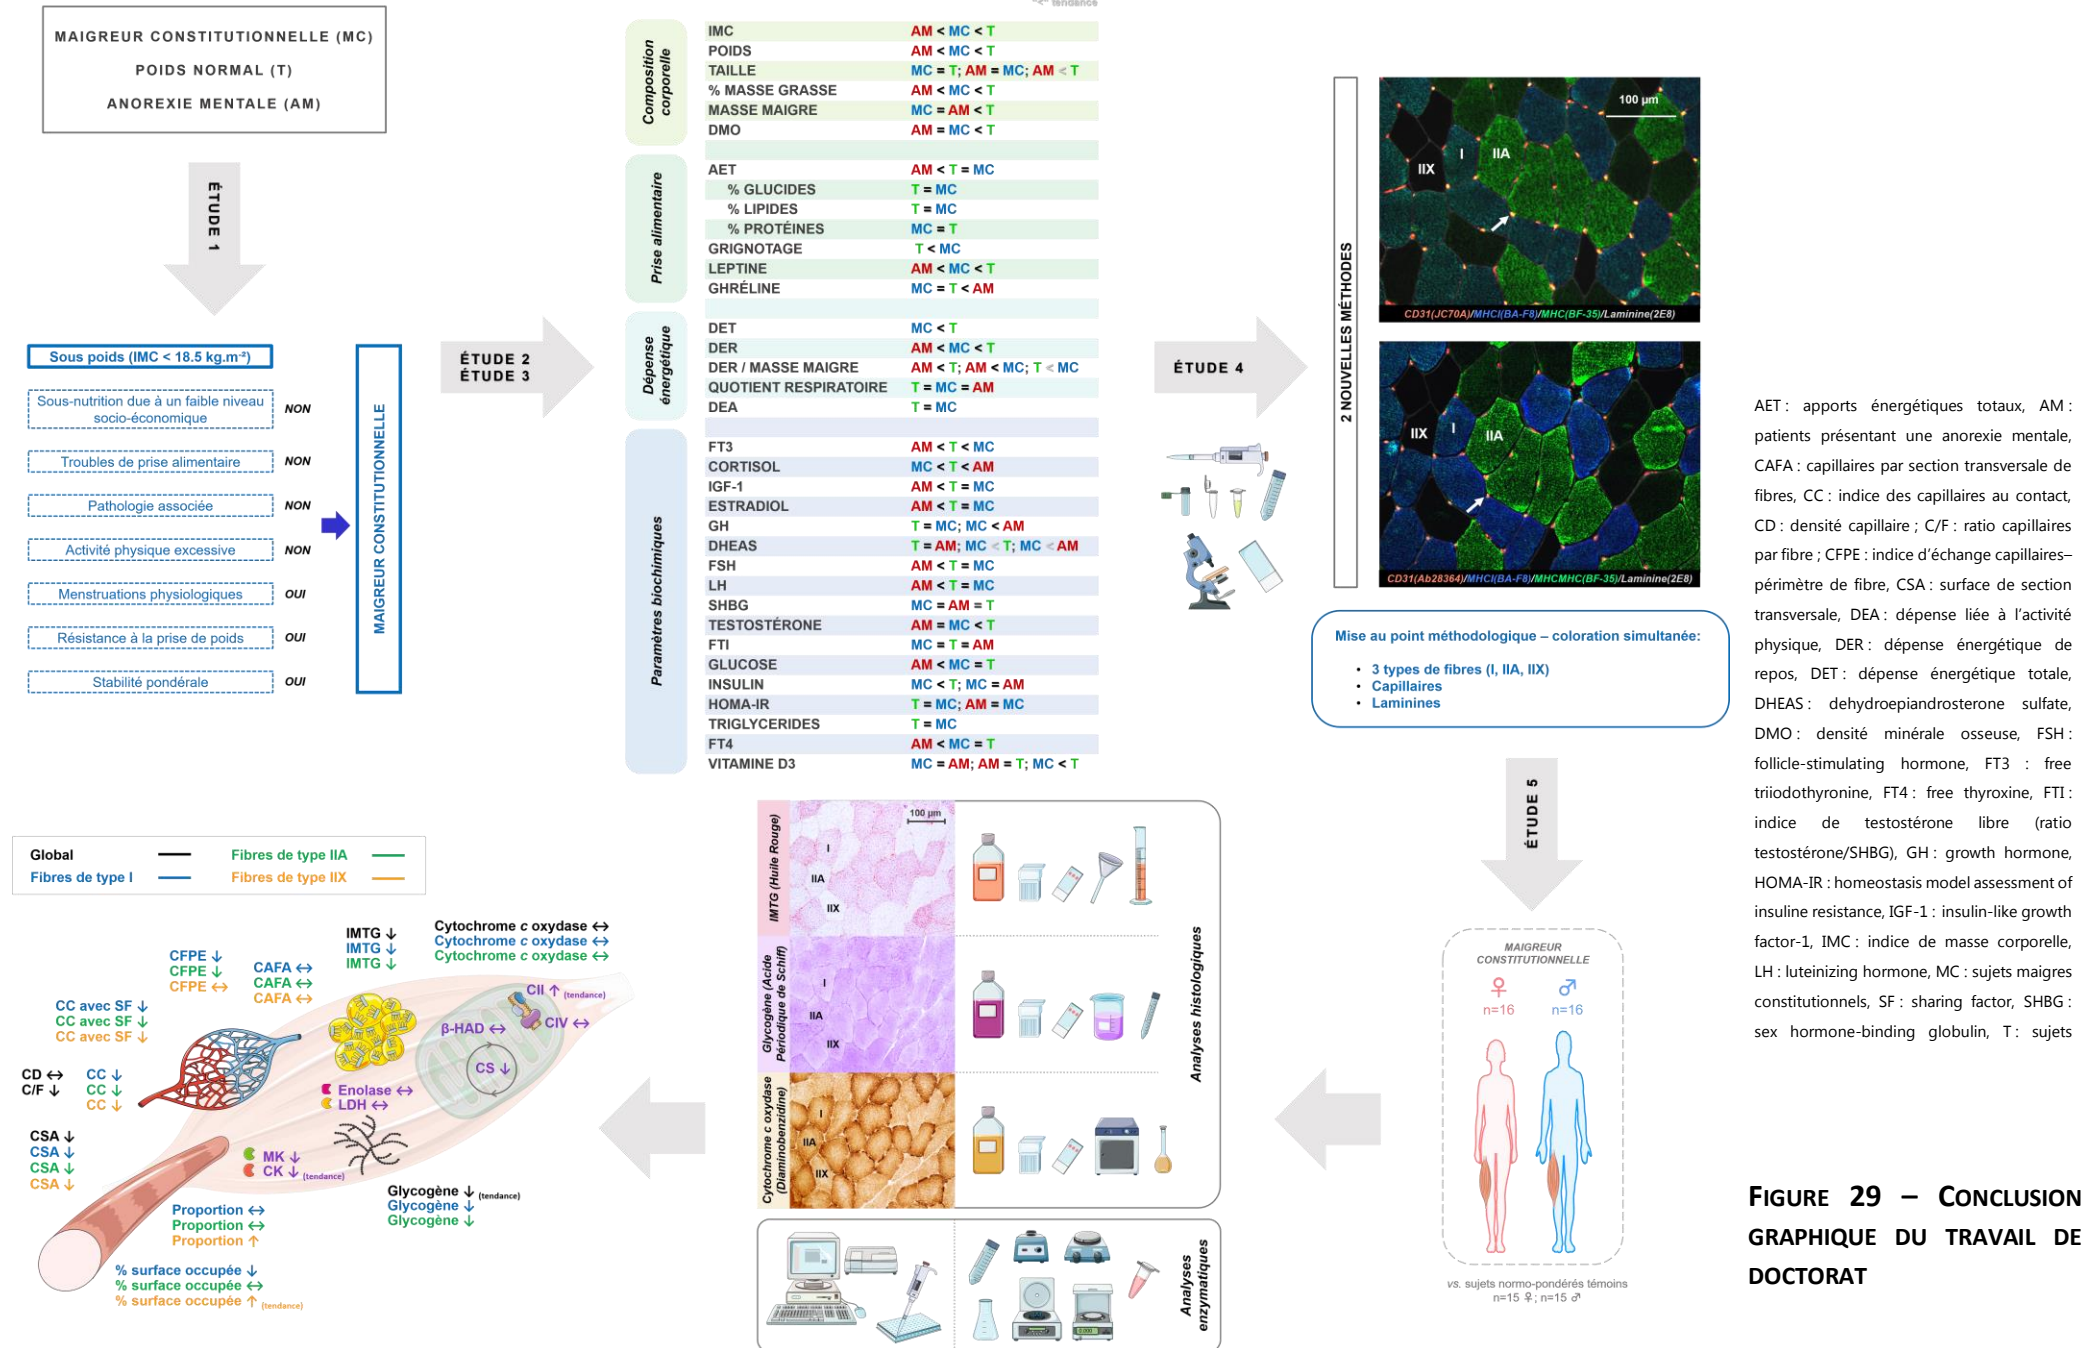 tendance
MAIGREUR CONSTITUTIONNELLE (MC)
POIDS NORMAL (T)
ANOREXIE MENTALE (AM)
ÉTUDE 1
Sous poids (IMC < 18.5 kg.m⁻²)
Sous-nutrition due à un faible niveau
socio-économique
NON
Troubles de prise alimentaire
NON
Pathologie associée
NON
Activité physique excessive
NON
Menstruations physiologiques
OUI
Résistance à la prise de poids
OUI
Stabilité pondérale
OUI
MAIGREUR CONSTITUTIONNELLE
ÉTUDE 2
ÉTUDE 3
Composition
corporelle
IMC AM < MC < T
POIDS AM < MC < T
TAILLE MC = T; AM = MC; AM < T
% MASSE GRASSE AM < MC < T
MASSE MAIGRE MC = AM < T
DMO AM = MC < T
Prise alimentaire
AET AM < T = MC
% GLUCIDES T = MC
% LIPIDES T = MC
% PROTÉINES MC = T
GRIGNOTAGE T < MC
LEPTINE AM < MC < T
GHRÉLINE MC = T < AM
Dépense
énergétique
DET MC < T
DER AM < MC < T
DER / MASSE MAIGRE AM < T; AM < MC; T < MC
QUOTIENT RESPIRATOIRE T = MC = AM
DEA T = MC
Paramètres biochimiques
FT3 AM < T < MC
CORTISOL MC < T < AM
IGF-1 AM < T = MC
ESTRADIOL AM < T = MC
GH T = MC; MC < AM
DHEAS T = AM; MC < T; MC < AM
FSH AM < T = MC
LH AM < T = MC
SHBG MC = AM = T
TESTOSTÉRONE AM = MC < T
FTI MC = T = AM
GLUCOSE AM < MC = T
INSULIN MC < T; MC = AM
HOMA-IR T = MC; AM = MC
TRIGLYCERIDES T = MC
FT4 AM < MC = T
VITAMINE D3 MC = AM; AM = T; MC < T
ÉTUDE 4
2 NOUVELLES MÉTHODES
100 µm
I
IIA
IIX
CD31(JC70A)/MHCI(BA-F8)/MHC(BF-35)/Laminine(2E8)
IIX
I
IIA
CD31(Ab28364)/MHCI(BA-F8)/MHCMHC(BF-35)/Laminine(2E8)
Mise au point méthodologique – coloration simultanée:
• 3 types de fibres (I, IIA, IIX)
• Capillaires
• Laminines
ÉTUDE 5
MAIGREUR
CONSTITUTIONNELLE
♀ ♂
n=16 n=16
vs. sujets normo-pondérés témoins
n=15 ♀; n=15 ♂
IMTG (Huile Rouge)
100 µm
I
IIA
IIX
Glycogène (Acide
Périodique de Schiff)
I
IIA
IIX
Cytochrome c oxydase
(Diaminobenzidine)
I
IIA
IIX
Analyses histologiques
Analyses
enzymatiques
Global
Fibres de type IIA
Fibres de type I
Fibres de type IIX
IMTG ↓
IMTG ↓
IMTG ↓
Cytochrome c oxydase ↔
Cytochrome c oxydase ↔
Cytochrome c oxydase ↔
CFPE ↓
CFPE ↓
CFPE ↔
CAFA ↔
CAFA ↔
CAFA ↔
CC avec SF ↓
CC avec SF ↓
CC avec SF ↓
CII ↑ (tendance)
CIV ↔
β-HAD ↔
CS ↓
CD ↔
C/F ↓
CC ↓
CC ↓
CC ↓
Enolase ↔
LDH ↔
CSA ↓
CSA ↓
CSA ↓
CSA ↓
MK ↓
CK ↓ (tendance)
Glycogène ↓ (tendance)
Glycogène ↓
Glycogène ↓
Proportion ↔
Proportion ↔
Proportion ↑
% surface occupée ↓
% surface occupée ↔
% surface occupée ↑ (tendance)
AET : apports énergétiques totaux, AM :
patients présentant une anorexie mentale,
CAFA : capillaires par section transversale de
fibres, CC : indice des capillaires au contact,
CD : densité capillaire ; C/F : ratio capillaires
par fibre ; CFPE : indice d’échange capillaires–
périmètre de fibre, CSA : surface de section
transversale, DEA : dépense liée à l’activité
physique, DER : dépense énergétique de
repos, DET : dépense énergétique totale,
DHEAS : dehydroepiandrosterone sulfate,
DMO : densité minérale osseuse, FSH :
follicle-stimulating hormone, FT3 : free
triiodothyronine, FT4 : free thyroxine, FTI :
indice de testostérone libre (ratio
testostérone/SHBG), GH : growth hormone,
HOMA-IR : homeostasis model assessment of
insuline resistance, IGF-1 : insulin-like growth
factor-1, IMC : indice de masse corporelle,
LH : luteinizing hormone, MC : sujets maigres
constitutionnels, SF : sharing factor, SHBG :
sex hormone-binding globulin, T : sujets
FIGURE 29 – CONCLUSION
GRAPHIQUE DU TRAVAIL DE
DOCTORAT